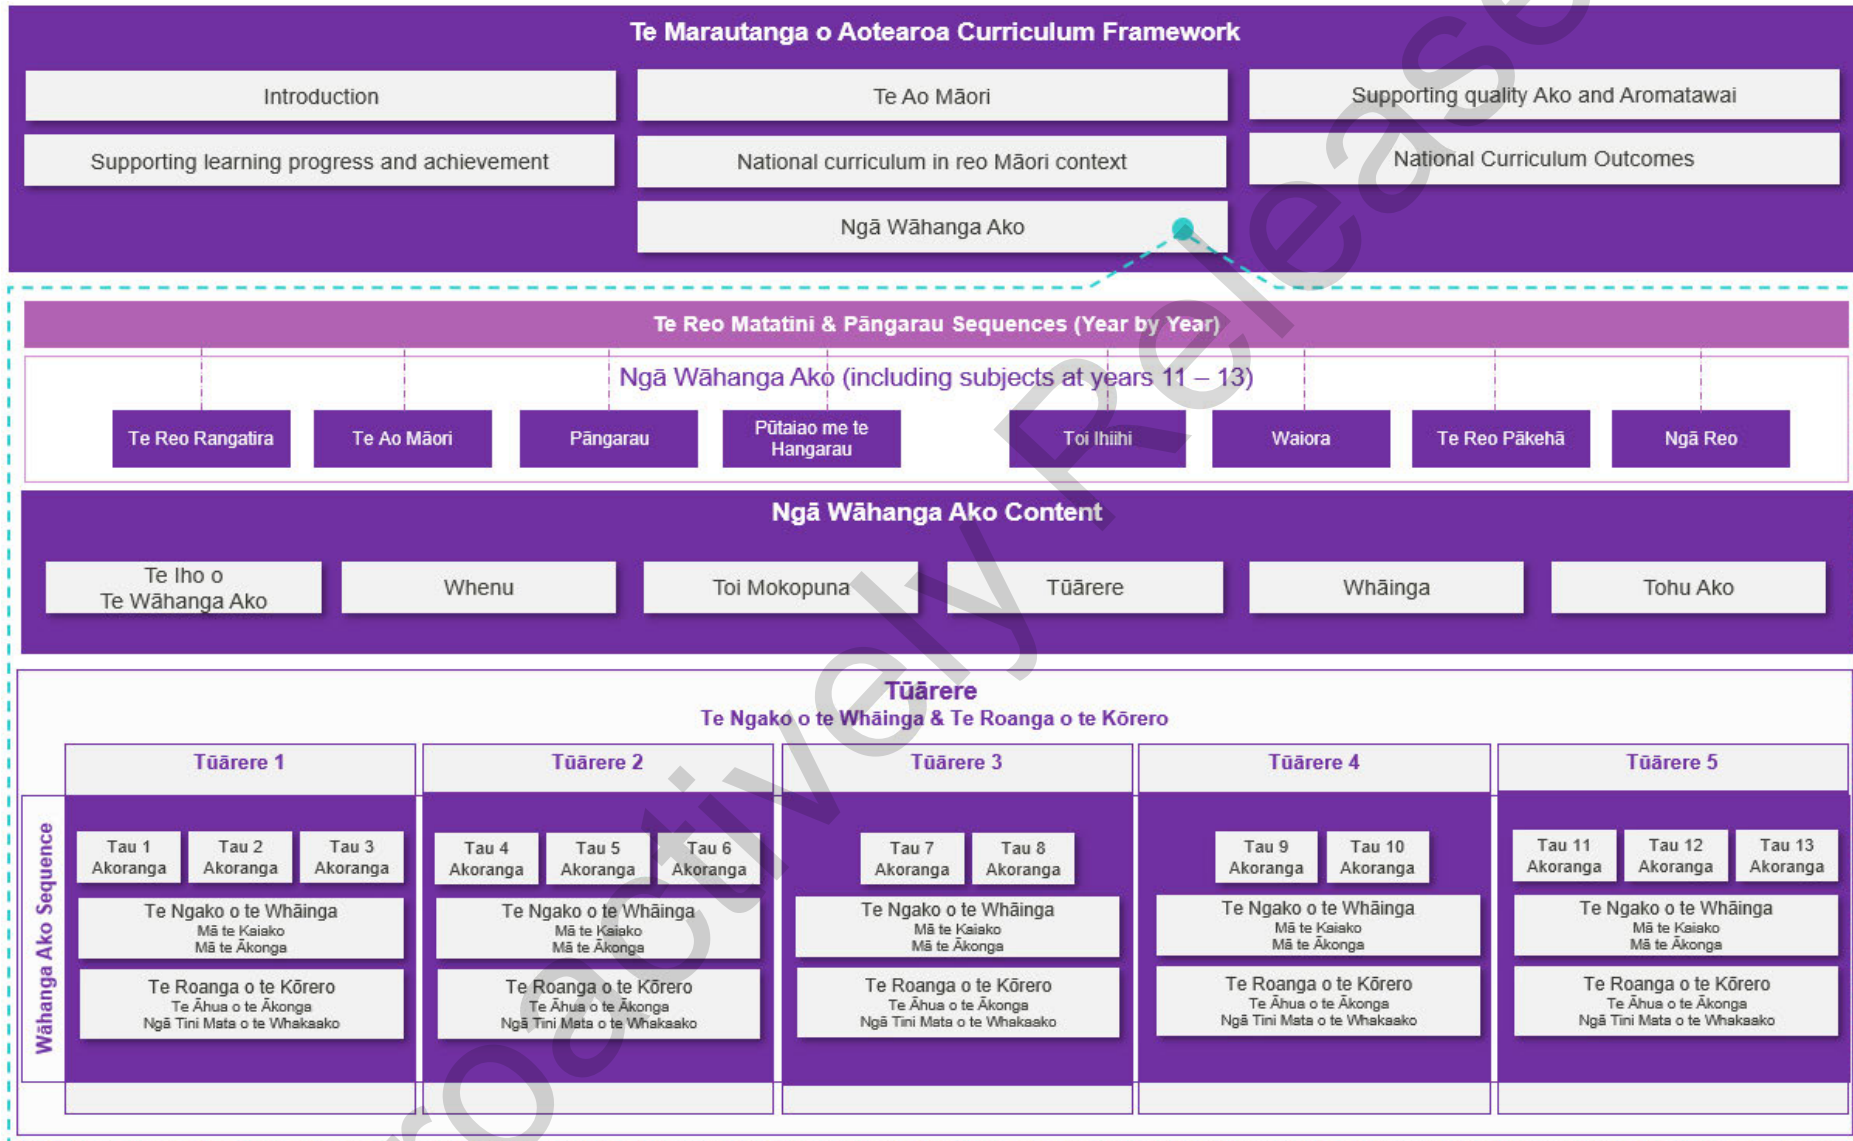 Te Marautanga o Aotearoa Curriculum Framework
Introduction
Te Ao Māori
Supporting quality Ako and Aromatawai
Supporting learning progress and achievement
National curriculum in reo Māori context
National Curriculum Outcomes
Ngā Wāhanga Ako
Te Reo Matatini & Pāngarau Sequences (Year by Year)
Ngā Wāhanga Ako (including subjects at years 11 – 13)
Te Reo Rangatira
Te Ao Māori
Pāngarau
Pūtaiao me te
Hangarau
Toi Ihiihi
Waiora
Te Reo Pākehā
Ngā Reo
Ngā Wāhanga Ako Content
Te Iho o
Te Wāhanga Ako
Whenu
Toi Mokopuna
Tūārere
Whāinga
Tohu Ako
Tūārere
Te Ngako o te Whāinga & Te Roanga o te Kōrero
Wāhanga Ako Sequence
Tūārere 1
Tau 1
Akoranga
Tau 2
Akoranga
Tau 3
Akoranga
Te Ngako o te Whāinga
Mā te Kaiako
Mā te Ākonga
Te Roanga o te Kōrero
Te Āhua o te Ākonga
Ngā Tini Mata o te Whakaako
Tūārere 2
Tau 4
Akoranga
Tau 5
Akoranga
Tau 6
Akoranga
Te Ngako o te Whāinga
Mā te Kaiako
Mā te Ākonga
Te Roanga o te Kōrero
Te Āhua o te Ākonga
Ngā Tini Mata o te Whakaako
Tūārere 3
Tau 7
Akoranga
Tau 8
Akoranga
Te Ngako o te Whāinga
Mā te Kaiako
Mā te Ākonga
Te Roanga o te Kōrero
Te Āhua o te Ākonga
Ngā Tini Mata o te Whakaako
Tūārere 4
Tau 9
Akoranga
Tau 10
Akoranga
Te Ngako o te Whāinga
Mā te Kaiako
Mā te Ākonga
Te Roanga o te Kōrero
Te Āhua o te Ākonga
Ngā Tini Mata o te Whakaako
Tūārere 5
Tau 11
Akoranga
Tau 12
Akoranga
Tau 13
Akoranga
Te Ngako o te Whāinga
Mā te Kaiako
Mā te Ākonga
Te Roanga o te Kōrero
Te Āhua o te Ākonga
Ngā Tini Mata o te Whakaako
roactively Release